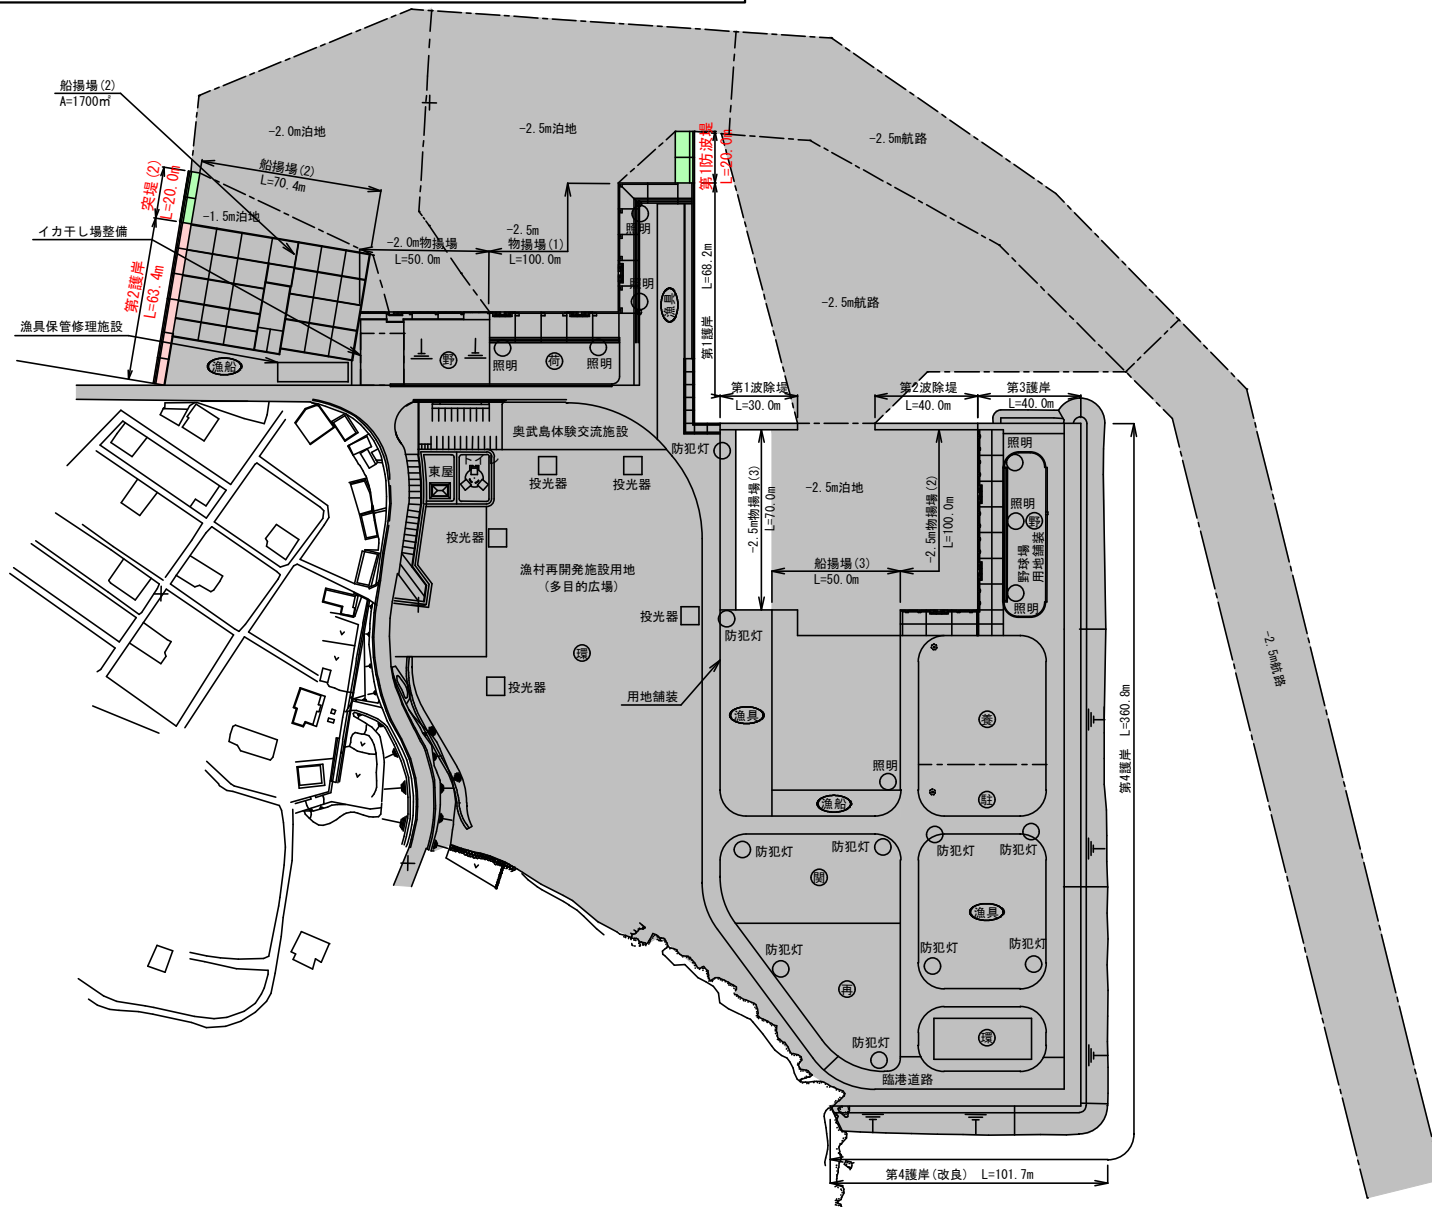 船揚場(2)
A=1700㎡
-2.0m泊地
-2.5m泊地
-2.5m航路
第1防波堤
L=20.0m
突堤(2)
L=20.0m
船揚場(2)
L=70.4m
-1.5m泊地
イカ干し場整備
-2.0m物揚場
L=50.0m
-2.5m
物揚場(1)
L=100.0m
照明
照明
漁具
第1護岸
L=68.2m
第2護岸
L=63.4m
-2.5m航路
漁具保管修理施設
漁船
野
照明
荷
照明
第1波除堤
L=30.0m
第2波除堤
L=40.0m
第3護岸
L=40.0m
奥武島体験交流施設
防犯灯
東屋
投光器
投光器
投光器
漁村再開発施設用地
(多目的広場)
投光器
環
投光器
用地舗装
-2.5m物揚場(3)
L=70.0m
-2.5m泊地
-2.5m物揚場(2)
L=100.0m
船揚場(3)
L=50.0m
照明
照明
野
野球場
用地舗装
照明
防犯灯
漁具
養
照明
漁船
駐
防犯灯
防犯灯
防犯灯
防犯灯
関
漁具
防犯灯
防犯灯
防犯灯
再
環
防犯灯
臨港道路
第4護岸 L=360.8m
-2.5m航路
第4護岸(改良) L=101.7m